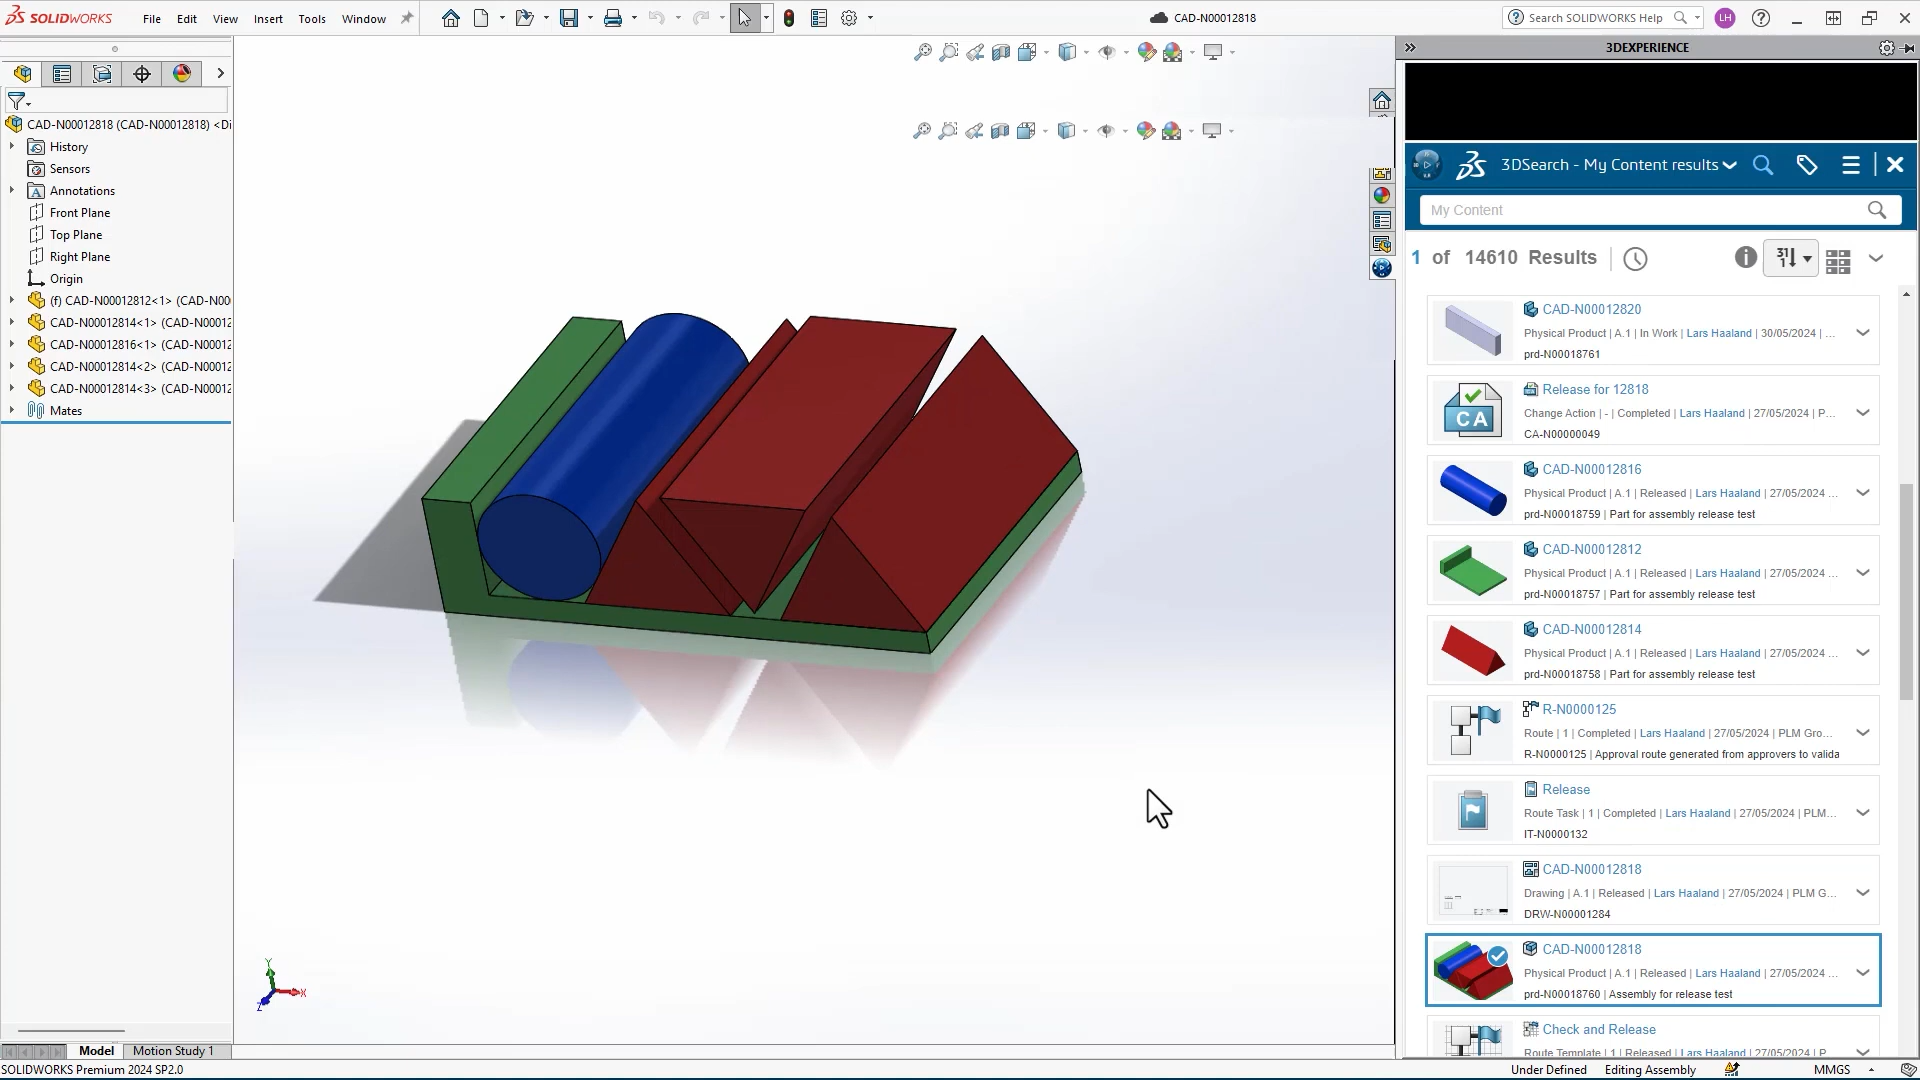 SOLIDWORKS File Edit View Insert Tools Window
CAD-N00012818
Search SOLIDWORKS Help
LH
3DEXPERIENCE
CAD-N00012818 (CAD-N00012818) <Di
History
Sensors
Annotations
Front Plane
Top Plane
Right Plane
Origin
(f) CAD-N00012812<1> (CAD-N00
CAD-N00012814<1> (CAD-N00012
CAD-N00012816<1> (CAD-N00012
CAD-N00012814<2> (CAD-N00012
CAD-N00012814<3> (CAD-N00012
Mates
3DSearch - My Content results
My Content
1 of 14610 Results
CAD-N00012820
Physical Product | A.1 | In Work | Lars Haaland | 30/05/2024 | ...
prd-N00018761
Release for 12818
Change Action | - | Completed | Lars Haaland | 27/05/2024 | P...
CA
CA-N00000049
CAD-N00012816
Physical Product | A.1 | Released | Lars Haaland | 27/05/2024 ...
prd-N00018759 | Part for assembly release test
CAD-N00012812
Physical Product | A.1 | Released | Lars Haaland | 27/05/2024 ...
prd-N00018757 | Part for assembly release test
CAD-N00012814
Physical Product | A.1 | Released | Lars Haaland | 27/05/2024 ...
prd-N00018758 | Part for assembly release test
R-N0000125
Route | 1 | Completed | Lars Haaland | 27/05/2024 | PLM Gro...
R-N0000125 | Approval route generated from approvers to valida
Release
Route Task | 1 | Completed | Lars Haaland | 27/05/2024 | PLM...
IT-N0000132
CAD-N00012818
Drawing | A.1 | Released | Lars Haaland | 27/05/2024 | PLM G...
DRW-N00001284
CAD-N00012818
Physical Product | A.1 | Released | Lars Haaland | 27/05/2024 ...
prd-N00018760 | Assembly for release test
Check and Release
Route Template | 1 | Released | Lars Haaland | 27/05/2024 | P...
Y
X
Z
Model Motion Study 1
SOLIDWORKS Premium 2024 SP2.0
Under Defined Editing Assembly MMGS